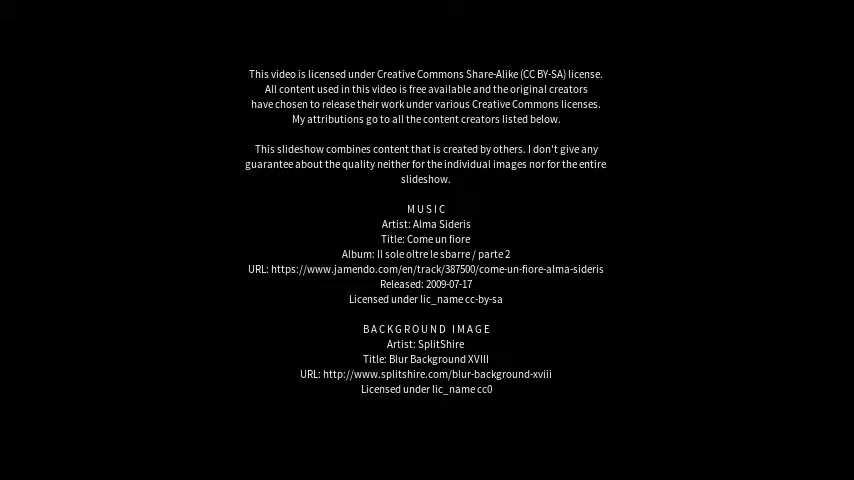 This video is licensed under Creative Commons Share-Alike (CC BY-SA) license.
All content used in this video is free available and the original creators
have chosen to release their work under various Creative Commons licenses.
My attributions go to all the content creators listed below.
This slideshow combines content that is created by others. I don't give any
guarantee about the quality neither for the individual images nor for the entire
slideshow.
MUSIC
Artist: Alma Sideris
Title: Come un fiore
Album: Il sole oltre le sbarre / parte 2
URL: https://www.jamendo.com/en/track/387500/come-un-fiore-alma-sideris
Released: 2009-07-17
Licensed under lic_name cc-by-sa
BACKGROUND IMAGE
Artist: SplitShire
Title: Blur Background XVIII
URL: http://www.splitshire.com/blur-background-xviii
Licensed under lic_name cc0